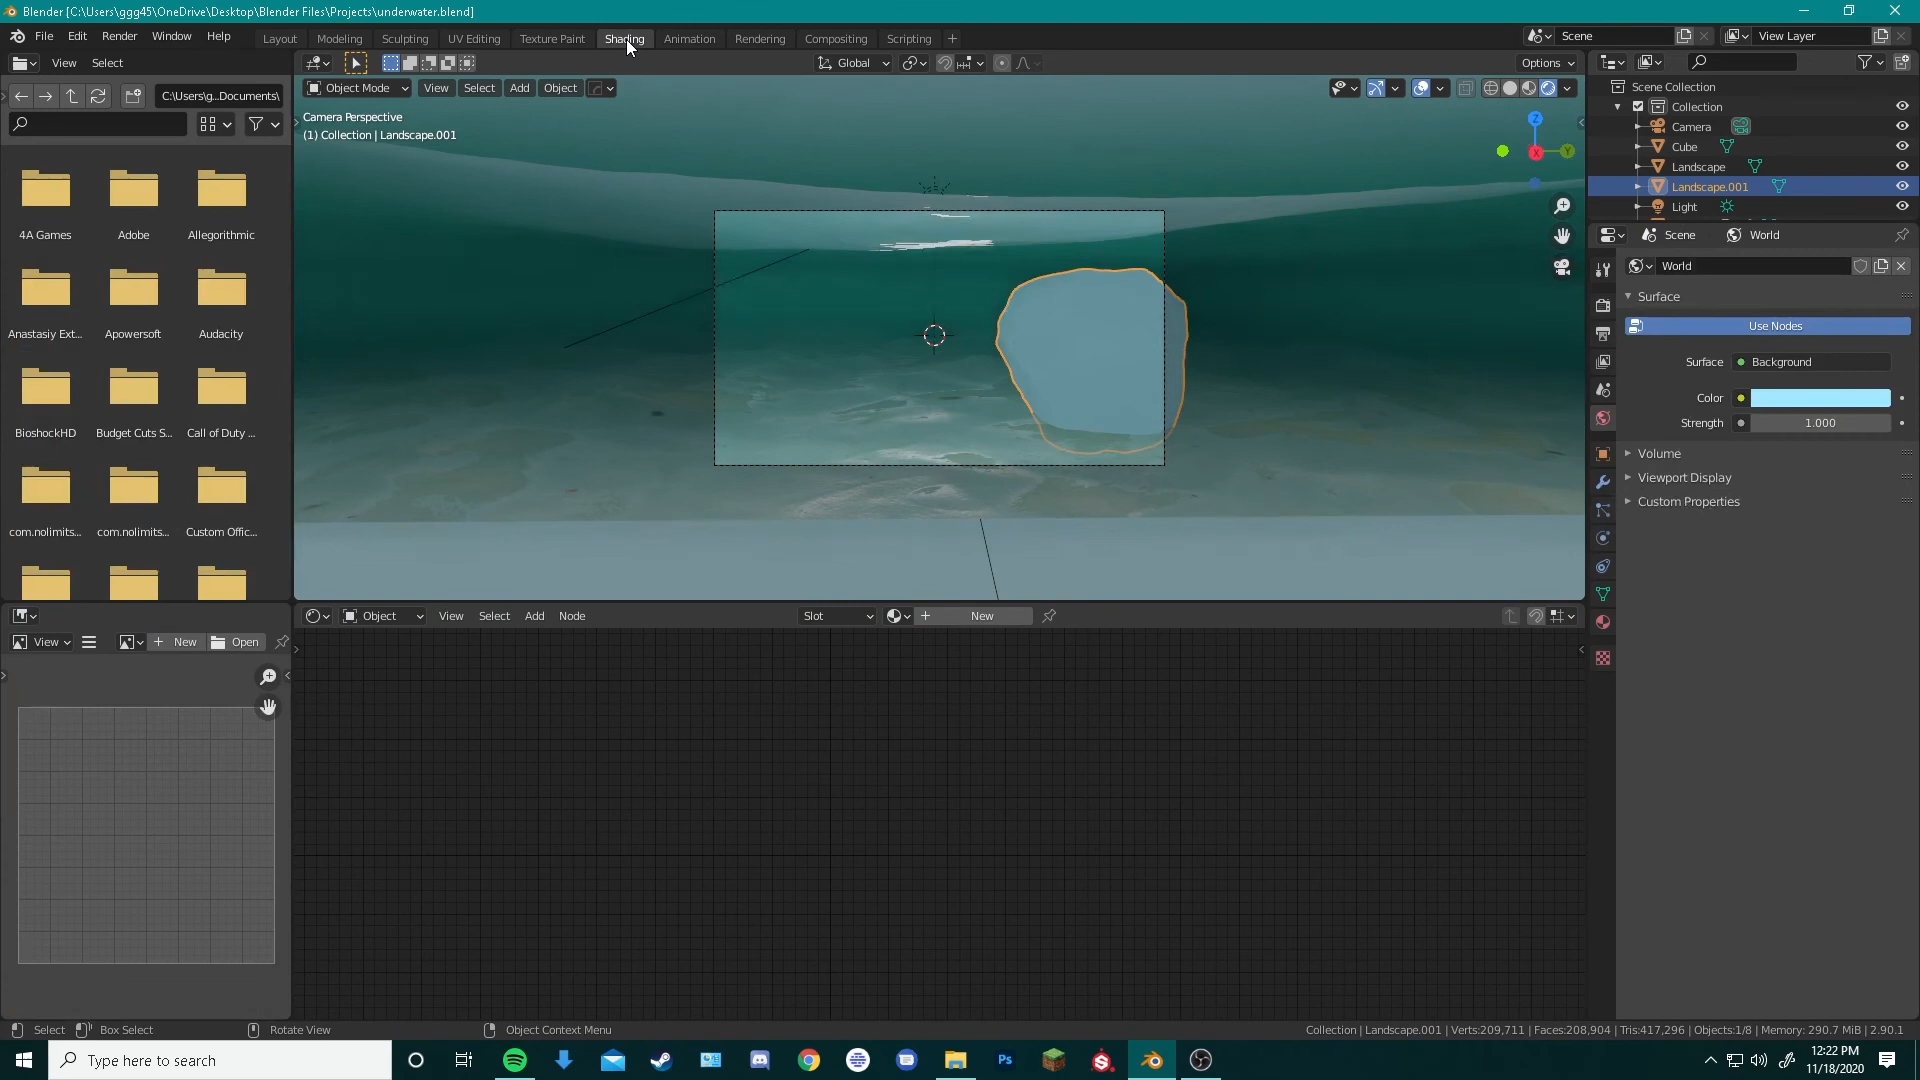 Blender [C:\Users\ggg45\OneDrive\Desktop\Blender Files\Projects\underwater.blend]
File Edit Render Window Help Layout Modeling Sculpting UV Editing Texture Paint Shading Animation Rendering Compositing Scripting + Scene View Layer
View Select Global Options
C:\Users\g...Documents\ Object Mode View Select Add Object
Camera Perspective
(1) Collection | Landscape.001
Z
X
Y
Scene Collection
Collection
Camera
Cube
Landscape
Landscape.001
Light
Scene World
World
Surface
Use Nodes
Surface Background
Color
Strength 1.000
Volume
Viewport Display
Custom Properties
4A Games Adobe Allegorithmic
Anastasiy Ext... Apowersoft Audacity
BioshockHD Budget Cuts S... Call of Duty ...
com.nolimits... com.nolimits... Custom Offic...
Object View Select Add Node Slot New
View New Open
Select Box Select Rotate View Object Context Menu Collection | Landscape.001 | Verts:209,711 | Faces:208,904 | Tris:417,296 | Objects:1/8 | Memory: 290.7 MiB | 2.90.1
Type here to search
Ps
12:22 PM
11/18/2020